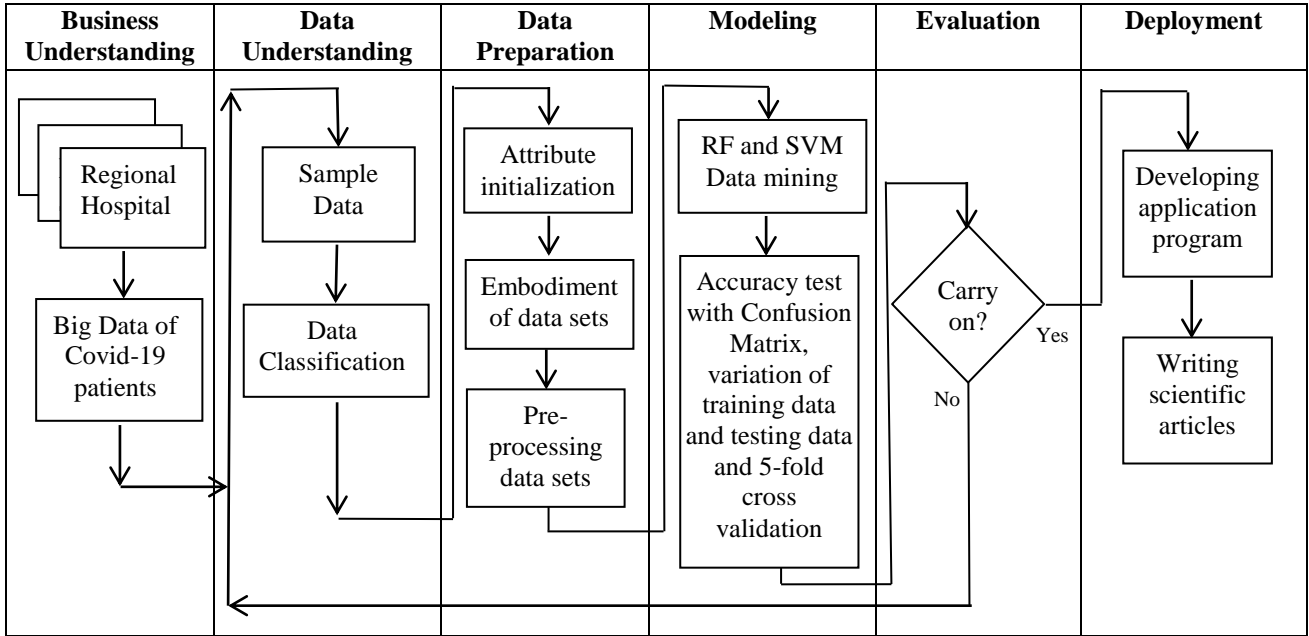 Business
Understanding
Data
Understanding
Data
Preparation
Modeling
Evaluation
Deployment
Regional
Hospital
Big Data of
Covid-19
patients
Sample
Data
Data
Classification
Attribute
initialization
Embodiment
of data sets
Pre-
processing
data sets
RF and SVM
Data mining
Accuracy test
with Confusion
Matrix,
variation of
training data
and testing data
and 5-fold
cross
validation
Carry
on?
Yes
No
Developing
application
program
Writing
scientific
articles